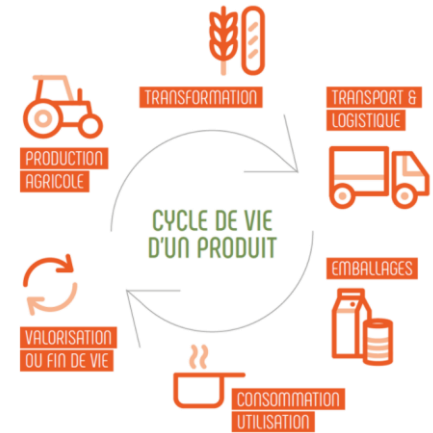 TRANSFORMATION
TRANSPORT &
LOGISTIQUE
PRODUCTION
AGRICOLE
CYCLE DE VIE
D'UN PRODUIT
EMBALLAGES
VALORISATION
OU FIN DE VIE
CONSOMMATION
UTILISATION